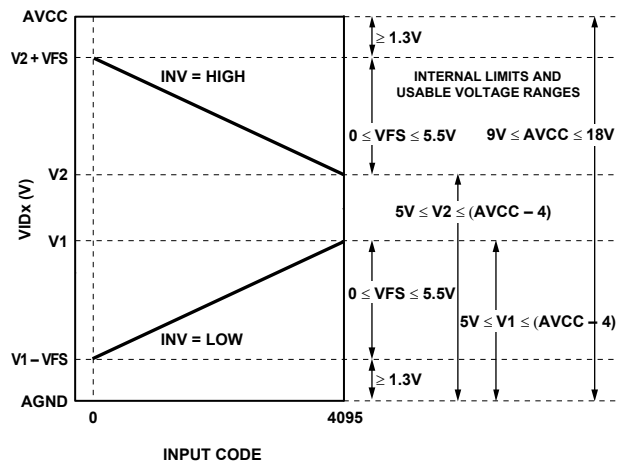 AVCC
≥ 1.3V
V2 + VFS
INV = HIGH
INTERNAL LIMITS AND
USABLE VOLTAGE RANGES
0 ≤ VFS ≤ 5.5V
9V ≤ AVCC ≤ 18V
VIDx (V)
V2
5V ≤ V2 ≤ (AVCC – 4)
V1
0 ≤ VFS ≤ 5.5V
5V ≤ V1 ≤ (AVCC – 4)
INV = LOW
V1 – VFS
≥ 1.3V
AGND
0
4095
INPUT CODE